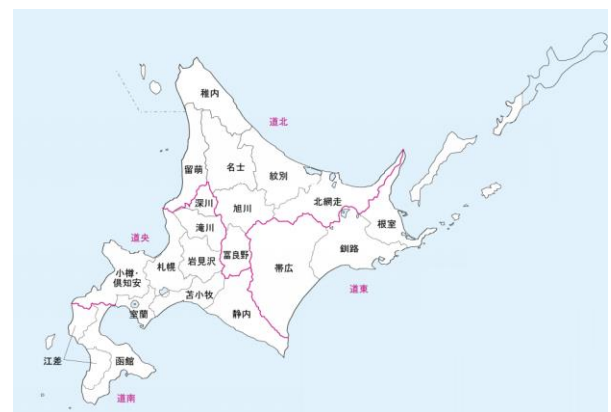 稚内
道北
名士
留萌
紋別
北網走
深川
旭川
根室
滝川
道央
釧路
札幌
岩見沢
富良野
帯広
小樽・
倶知安
道東
苫小牧
室蘭
静内
江差
函館
道南